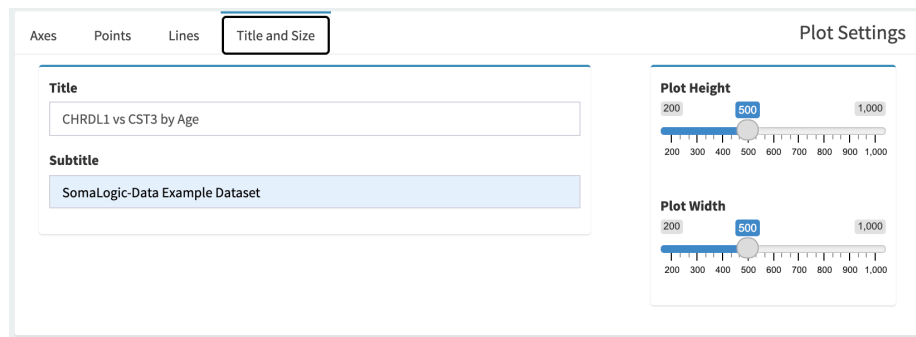 Axes Points Lines Title and Size Plot Settings
Title
CHRDL1 vs CST3 by Age
Subtitle
SomaLogic-Data Example Dataset
Plot Height
200 500 1,000
200 300 400 500 600 700 800 900 1,000
Plot Width
200 500 1,000
200 300 400 500 600 700 800 900 1,000